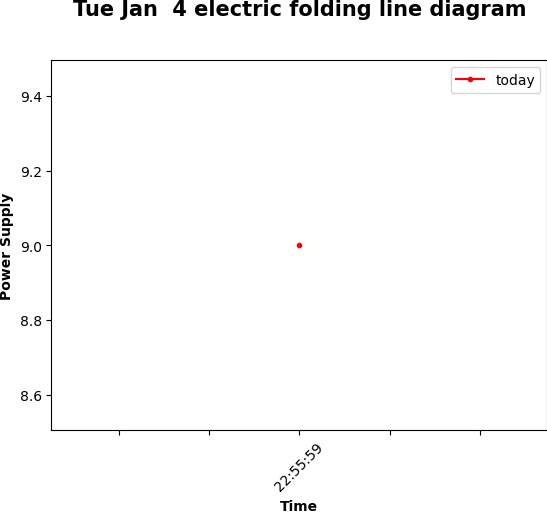 Tue Jan  4 electric folding line diagram
today
9.4
9.2
9.0
8.8
8.6
Power Supply
22:55:59
Time